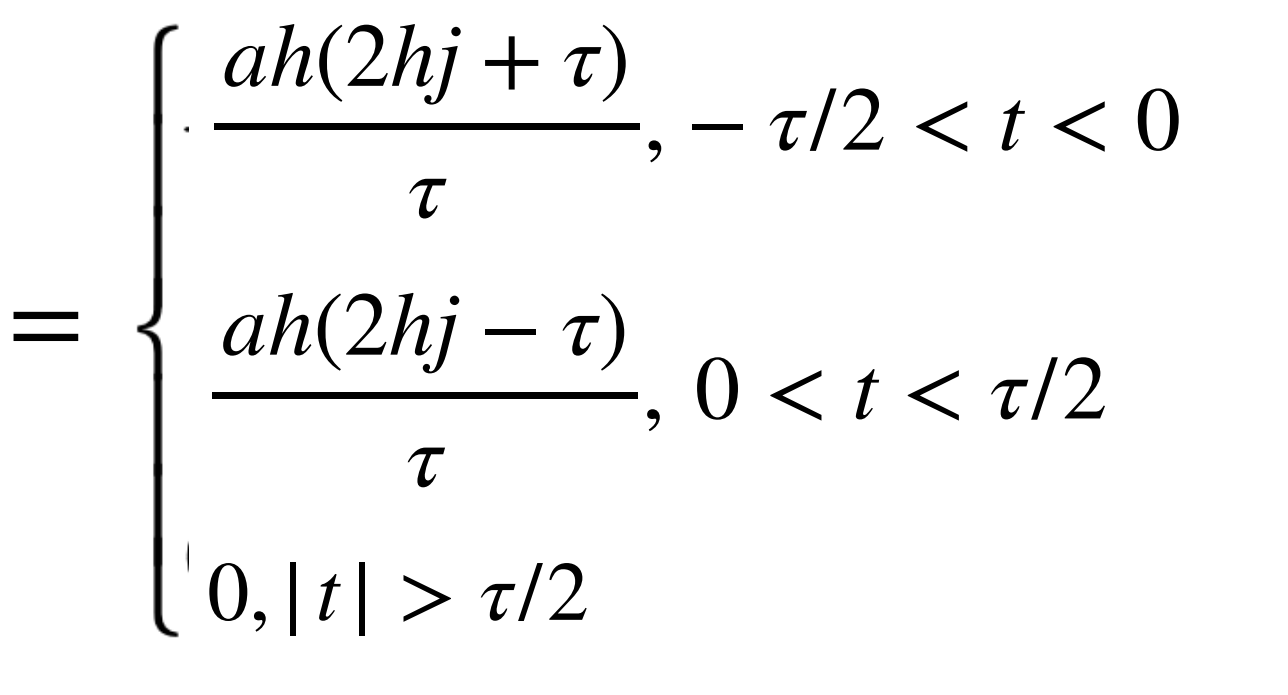 = { ah(2hj + τ) / τ, − τ/2 < t < 0
ah(2hj − τ) / τ, 0 < t < τ/2
0, |t| > τ/2